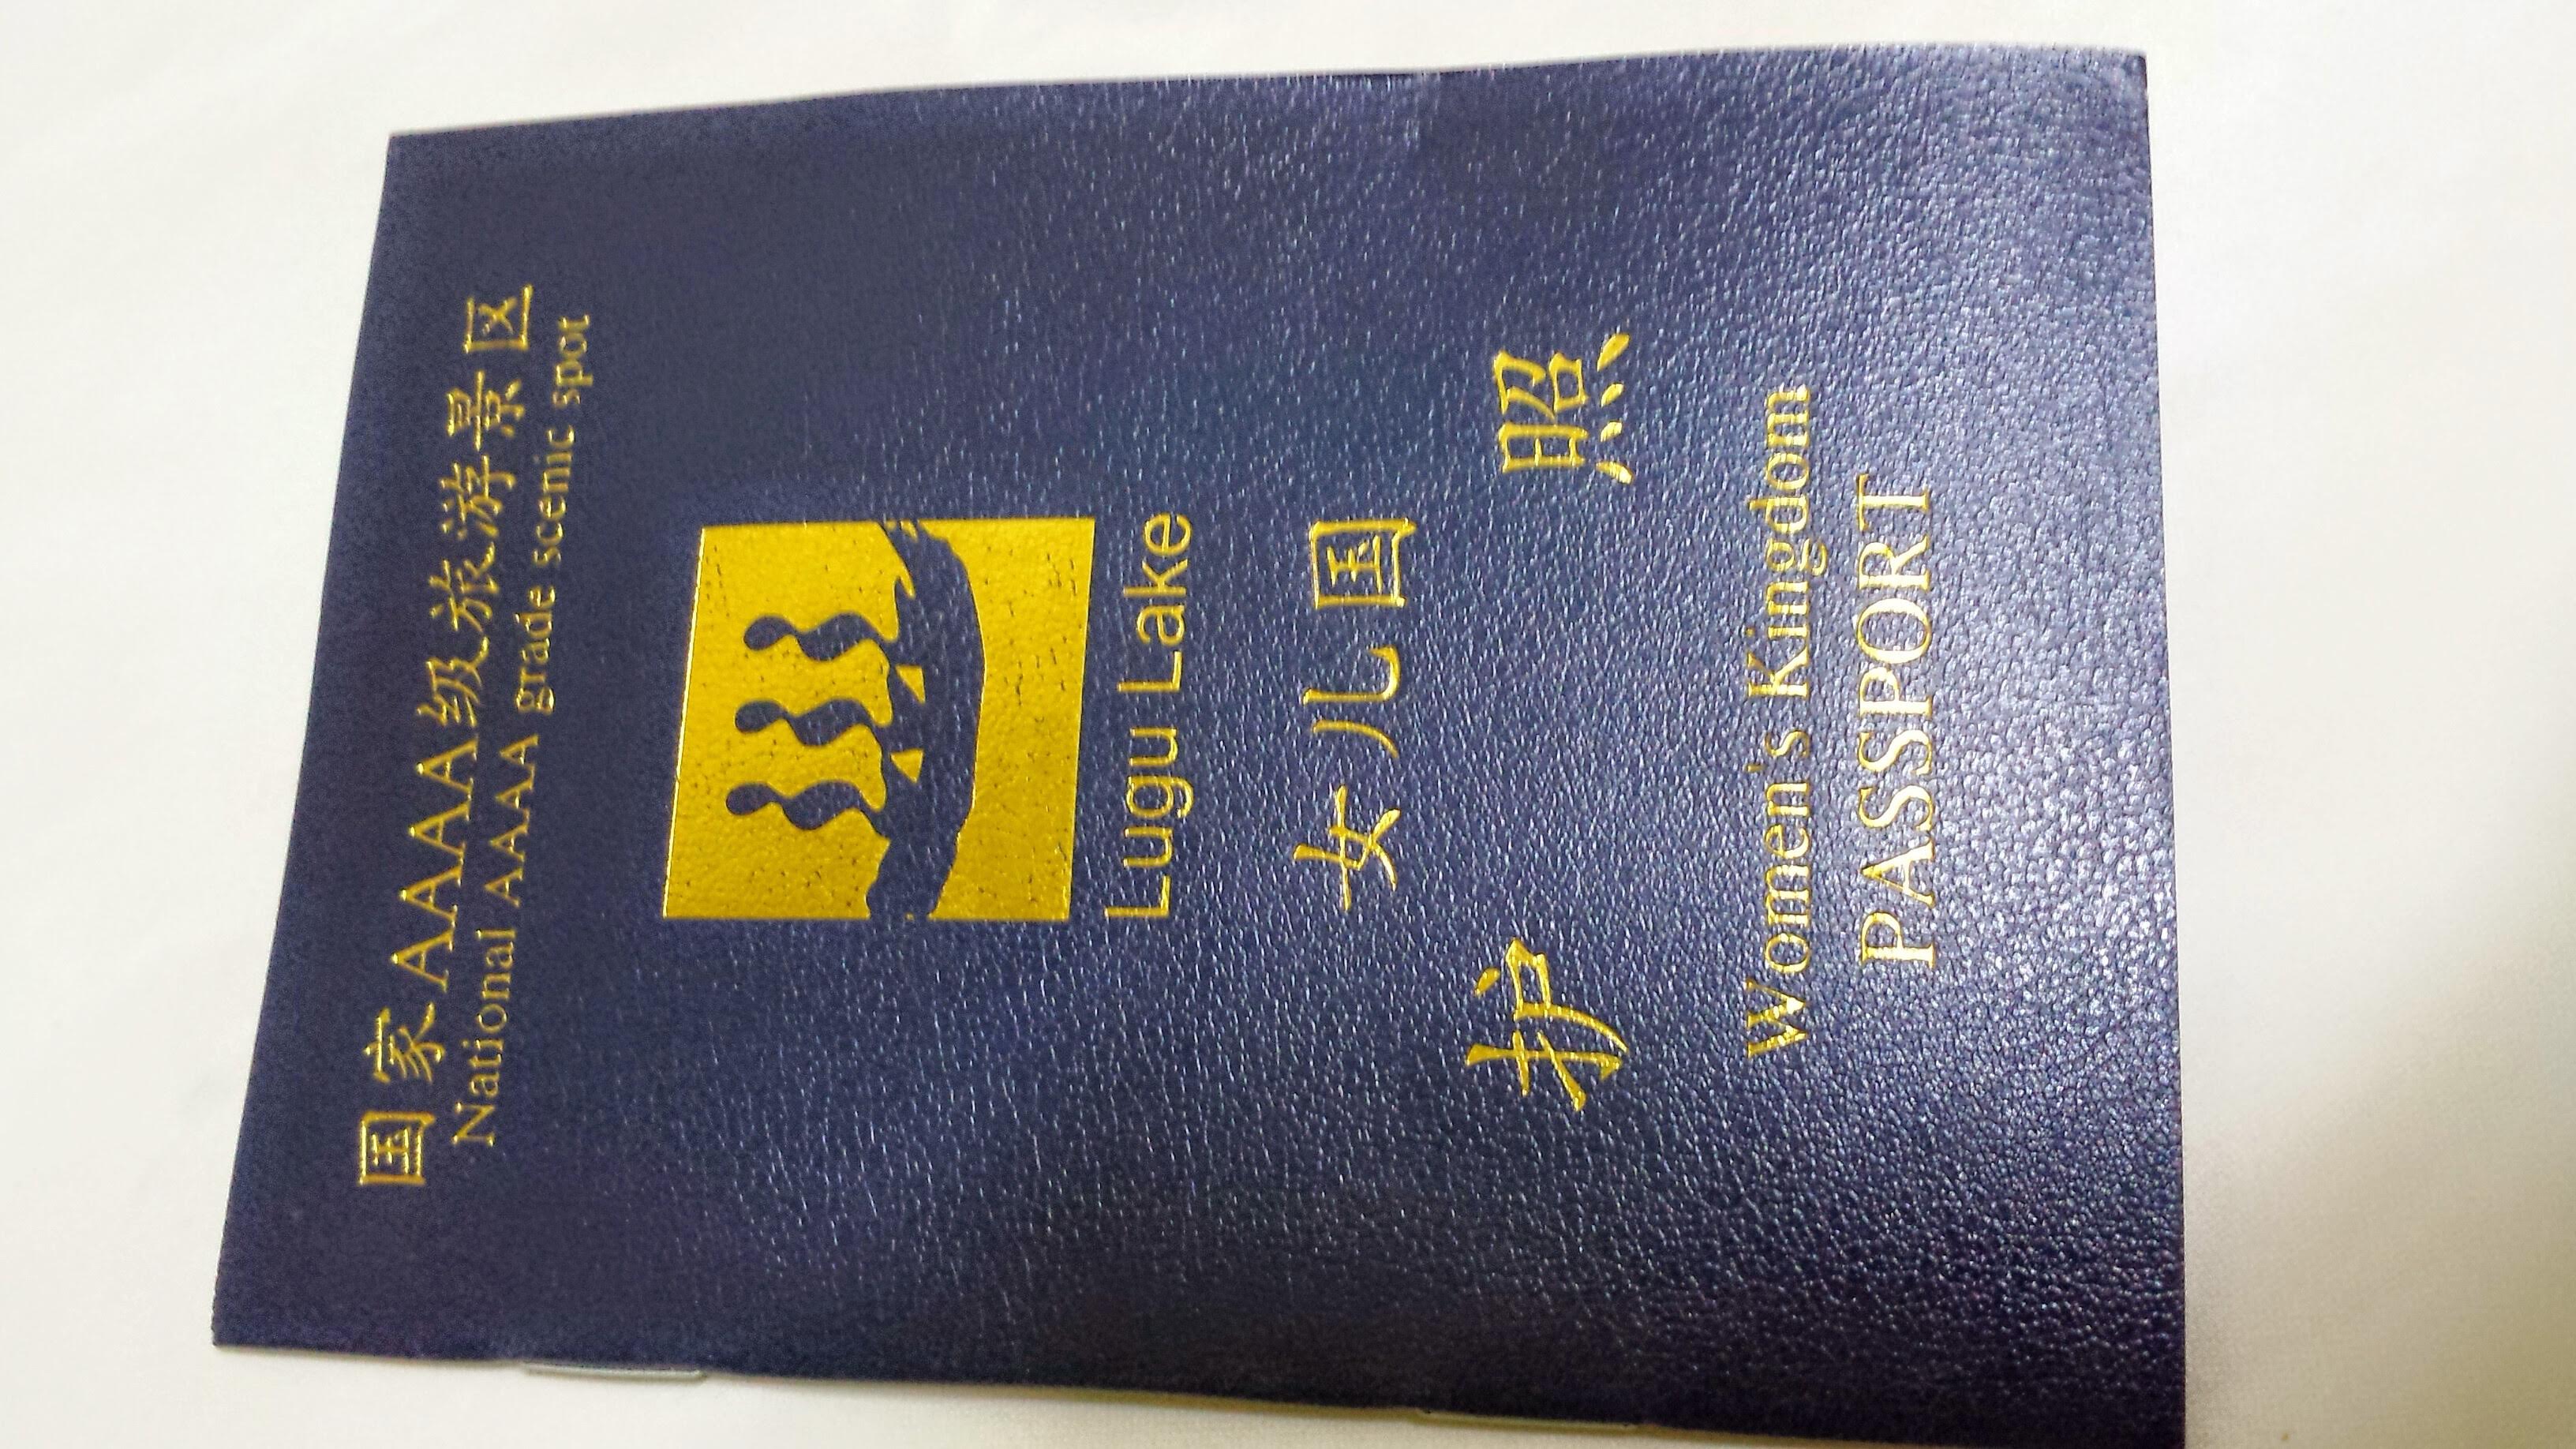 国家AAAA级旅游景区
National AAAA grade scenic spot
Lugu Lake
女儿国
护 照
Women's Kingdom
PASSPORT